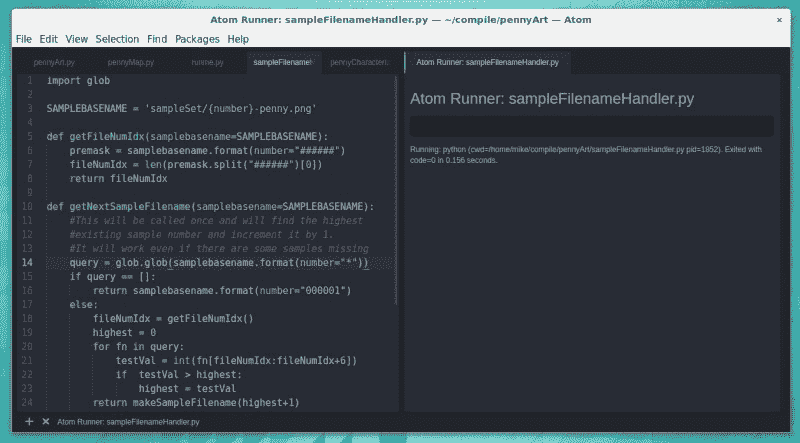 Atom Runner: sampleFilenameHandler.py — ~/compile/pennyArt — Atom
×
File Edit View Selection Find Packages Help
pennyArt.py pennyMap.py runme.py sampleFilename pennyCharacteri: Atom Runner: sampleFilenameHandler.py
1 import glob
2
3 SAMPLEBASENAME = 'sampleSet/{number}-penny.png'
4
5 def getFileNumIdx(samplebasename=SAMPLEBASENAME):
6 premask = samplebasename.format(number="######")
7 fileNumIdx = len(premask.split("######")[0])
8 return fileNumIdx
9
10 def getNextSampleFilename(samplebasename=SAMPLEBASENAME):
11 #This will be called once and will find the highest
12 #existing sample number and increment it by 1.
13 #It will work even if there are some samples missing
14 query = glob.glob(samplebasename.format(number="*"))
15 if query == []:
16 return samplebasename.format(number="000001")
17 else:
18 fileNumIdx = getFileNumIdx()
19 highest = 0
20 for fn in query:
21 testVal = int(fn[fileNumIdx:fileNumIdx+6])
22 if testVal > highest:
23 highest = testVal
24 return makeSampleFilename(highest+1)
Atom Runner: sampleFilenameHandler.py
Running: python (cwd=/home/mike/compile/pennyArt/sampleFilenameHandler.py pid=1852). Exited with
code=0 in 0.156 seconds.
+ × Atom Runner: sampleFilenameHandler.py